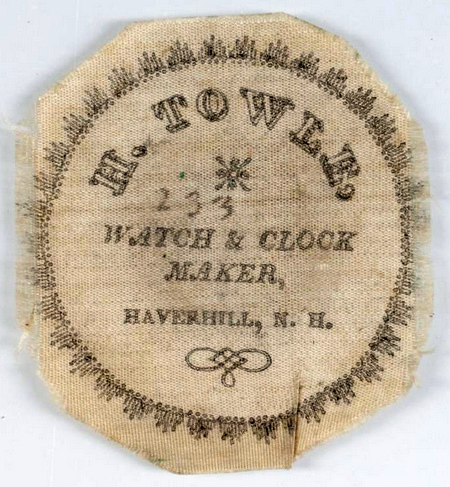 H. TOWLE,
233
WATCH & CLOCK
MAKER,
HAVERHILL, N. H.